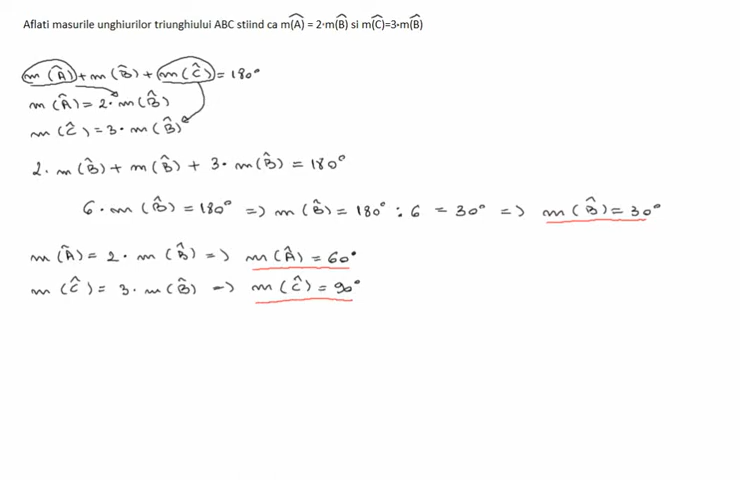 Aflati masurile unghiurilor triunghiului ABC stiind ca m(Â) = 2·m(B̂) si m(Ĉ)=3·m(B̂)
m(Â)+m(B̂)+m(Ĉ)=180°
m(Â)=2·m(B̂)
m(Ĉ)=3·m(B̂)
2·m(B̂)+m(B̂)+3·m(B̂)=180°
6·m(B̂)=180° => m(B̂)=180°:6=30° => m(B̂)=30°
m(Â)=2·m(B̂) => m(Â)=60°
m(Ĉ)=3·m(B̂) => m(Ĉ)=90°